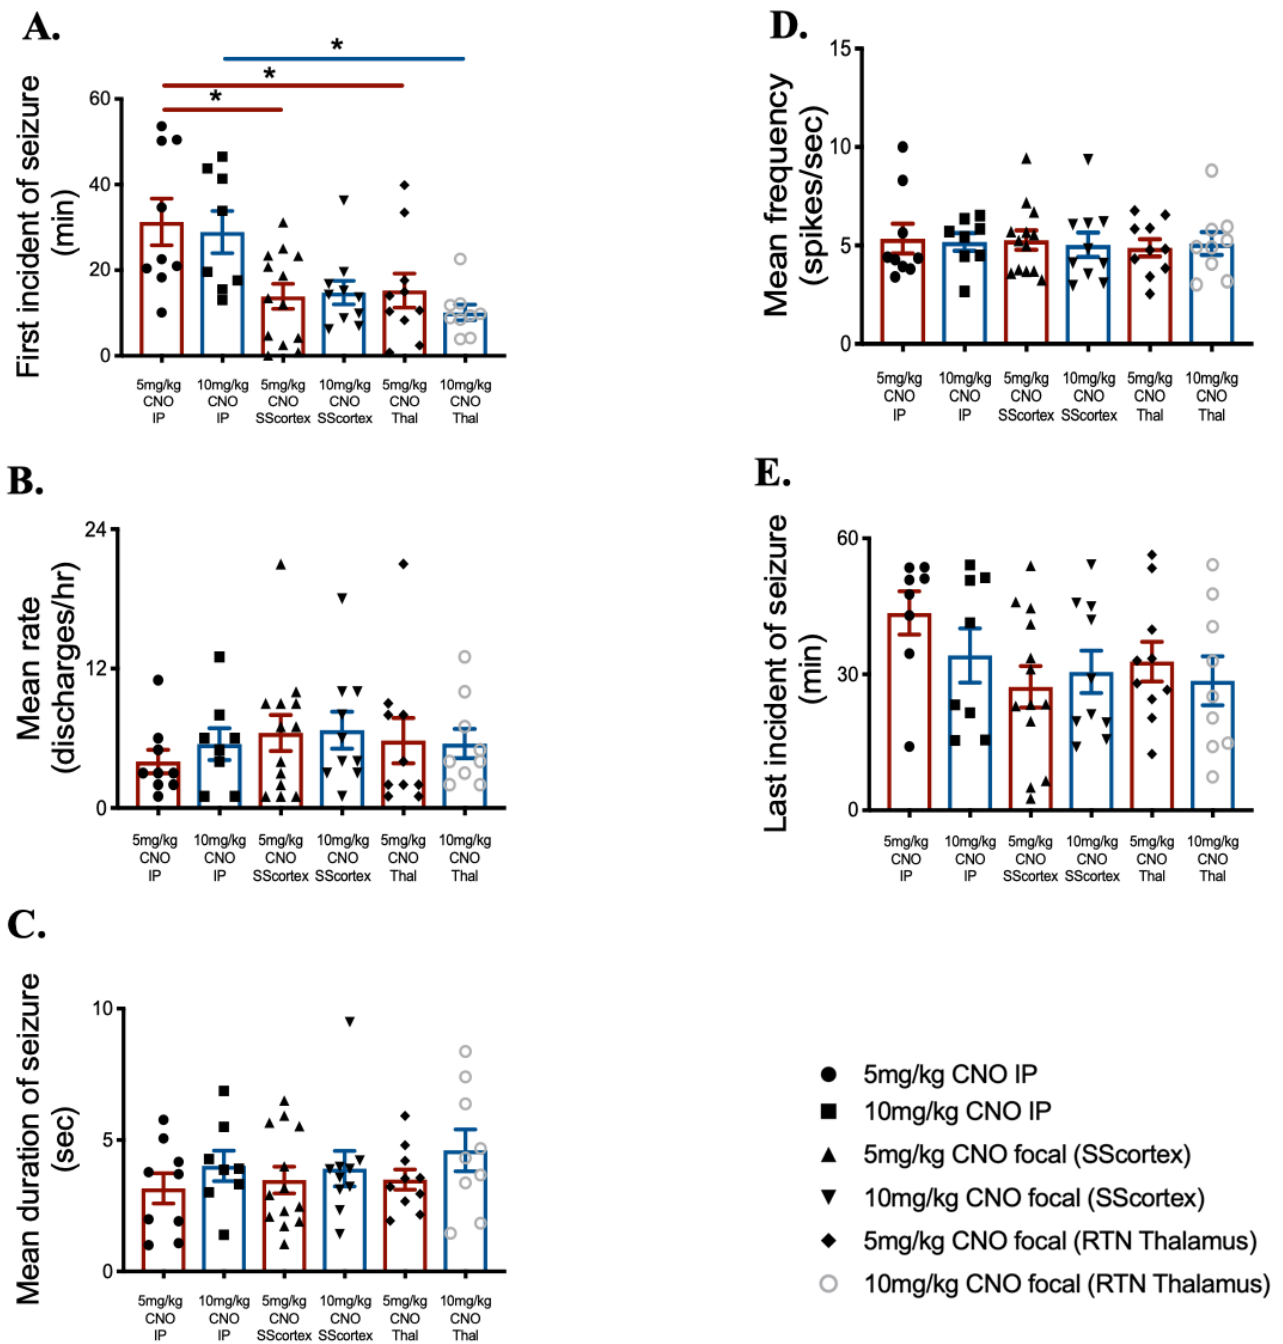 A.
*
*
*
First incident of seizure
(min)
60
40
20
0
5mg/kg
CNO
IP
10mg/kg
CNO
IP
5mg/kg
CNO
SScortex
10mg/kg
CNO
SScortex
5mg/kg
CNO
Thal
10mg/kg
CNO
Thal
B.
Mean rate
(discharges/hr)
24
12
0
5mg/kg
CNO
IP
10mg/kg
CNO
IP
5mg/kg
CNO
SScortex
10mg/kg
CNO
SScortex
5mg/kg
CNO
Thal
10mg/kg
CNO
Thal
C.
Mean duration of seizure
(sec)
10
5
0
5mg/kg
CNO
IP
10mg/kg
CNO
IP
5mg/kg
CNO
SScortex
10mg/kg
CNO
SScortex
5mg/kg
CNO
Thal
10mg/kg
CNO
Thal
D.
Mean frequency
(spikes/sec)
15
10
5
0
5mg/kg
CNO
IP
10mg/kg
CNO
IP
5mg/kg
CNO
SScortex
10mg/kg
CNO
SScortex
5mg/kg
CNO
Thal
10mg/kg
CNO
Thal
E.
Last incident of seizure
(min)
60
30
0
5mg/kg
CNO
IP
10mg/kg
CNO
IP
5mg/kg
CNO
SScortex
10mg/kg
CNO
SScortex
5mg/kg
CNO
Thal
10mg/kg
CNO
Thal
5mg/kg CNO IP
10mg/kg CNO IP
5mg/kg CNO focal (SScortex)
10mg/kg CNO focal (SScortex)
5mg/kg CNO focal (RTN Thalamus)
10mg/kg CNO focal (RTN Thalamus)